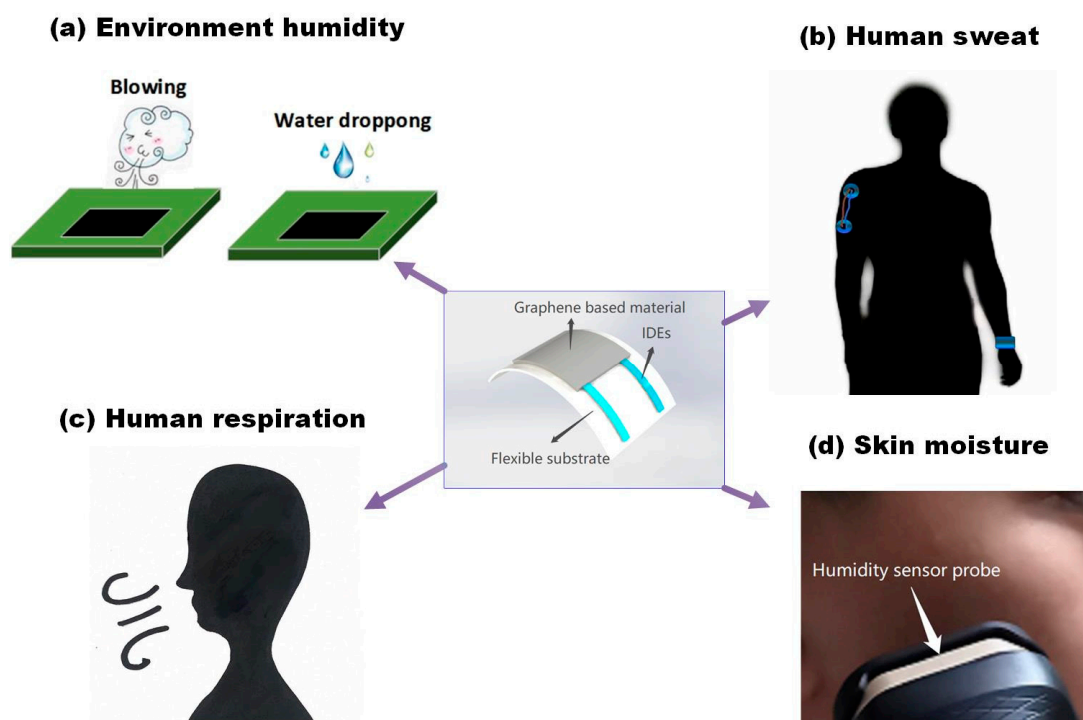 (a) Environment humidity
Blowing
Water droppong
(b) Human sweat
Graphene based material
IDEs
Flexible substrate
(c) Human respiration
(d) Skin moisture
Humidity sensor probe